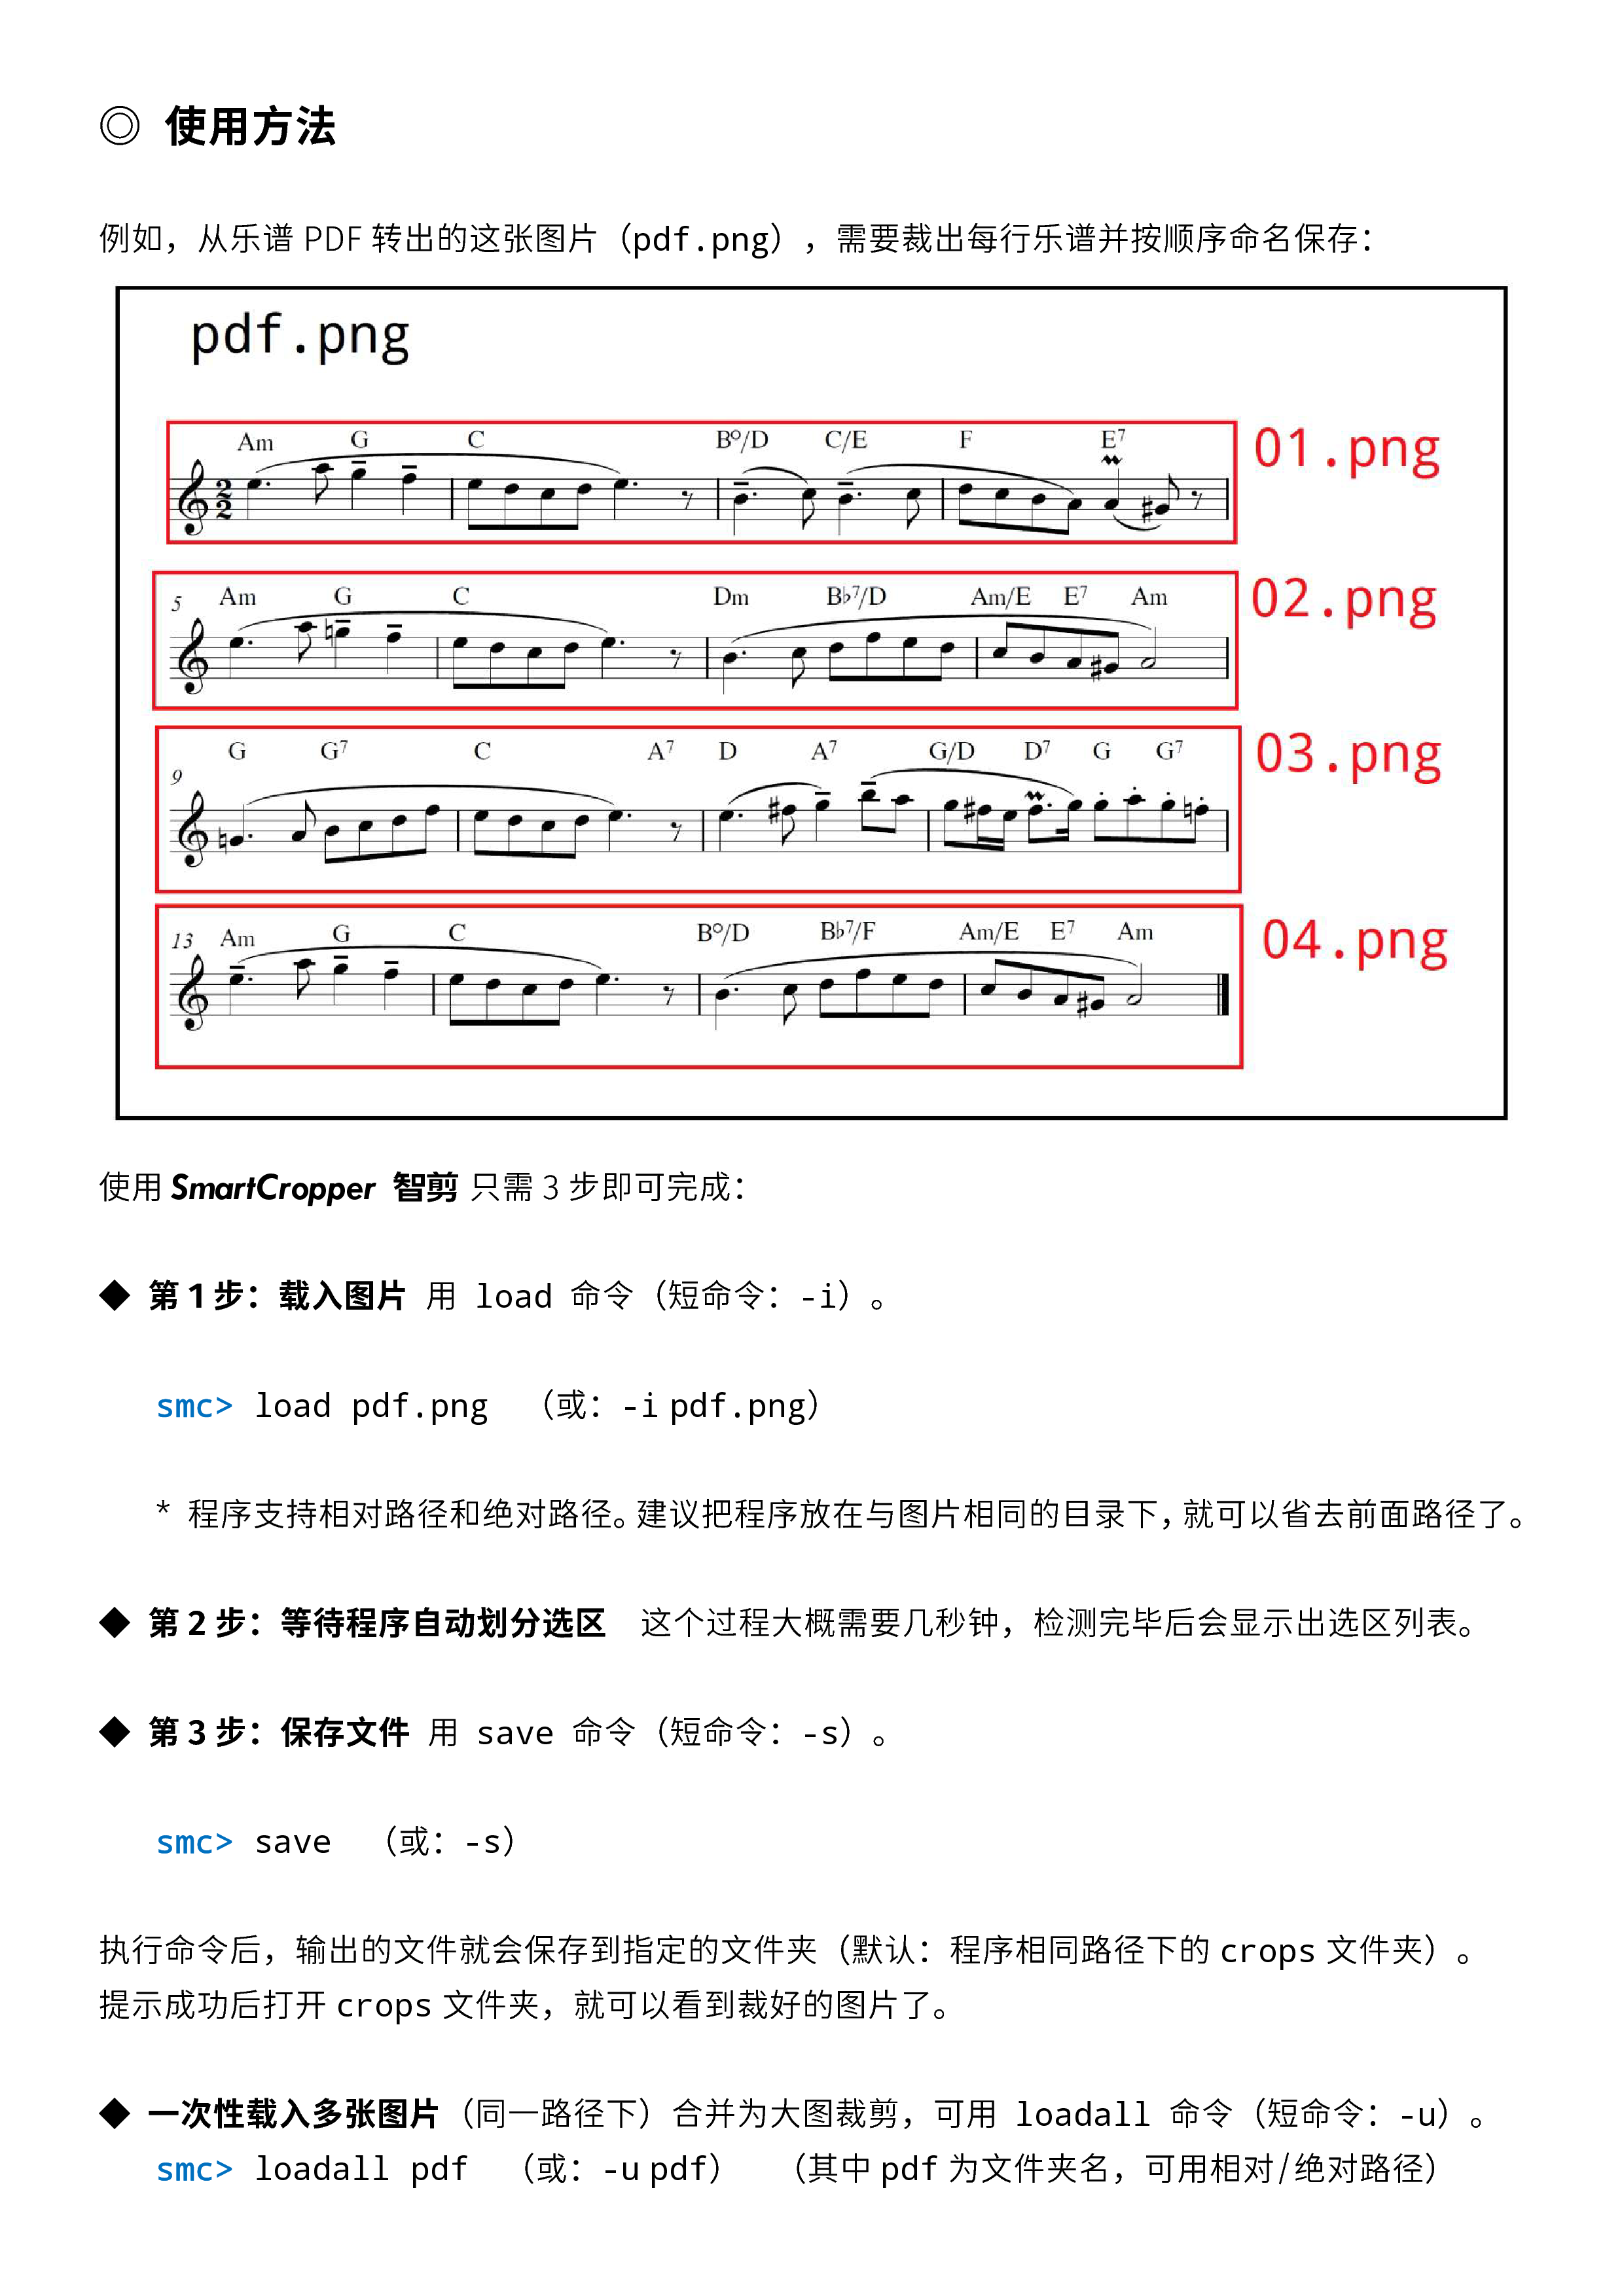 ◎ 使用方法
例如，从乐谱 PDF 转出的这张图片（pdf.png），需要裁出每行乐谱并按顺序命名保存：
pdf.png
Am G C B°/D C/E F E7
01.png
2
2
5 Am G C Dm B♭7/D Am/E E7 Am
02.png
G G7 C A7 D A7 G/D D7 G G7
03.png
9
13 Am G C B°/D B♭7/F Am/E E7 Am
04.png
使用 SmartCropper 智剪 只需 3 步即可完成：
◆ 第 1 步：载入图片 用 load 命令（短命令：-i）。
smc> load pdf.png （或：-i pdf.png）
* 程序支持相对路径和绝对路径。建议把程序放在与图片相同的目录下，就可以省去前面路径了。
◆ 第 2 步：等待程序自动划分选区 这个过程大概需要几秒钟，检测完毕后会显示出选区列表。
◆ 第 3 步：保存文件 用 save 命令（短命令：-s）。
smc> save （或：-s）
执行命令后，输出的文件就会保存到指定的文件夹（默认：程序相同路径下的 crops 文件夹）。
提示成功后打开 crops 文件夹，就可以看到裁好的图片了。
◆ 一次性载入多张图片（同一路径下）合并为大图裁剪，可用 loadall 命令（短命令：-u）。
smc> loadall pdf （或：-u pdf） （其中 pdf 为文件夹名，可用相对/绝对路径）